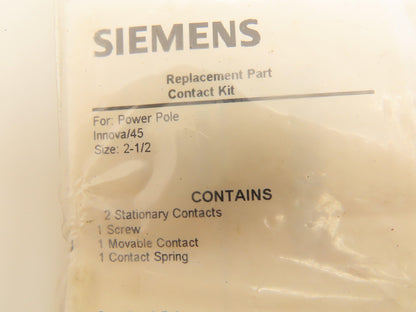 SIEMENS
Replacement Part
Contact Kit
For: Power Pole
Innova/45
Size: 2-1/2
CONTAINS
2 Stationary Contacts
1 Screw
1 Movable Contact
1 Contact Spring